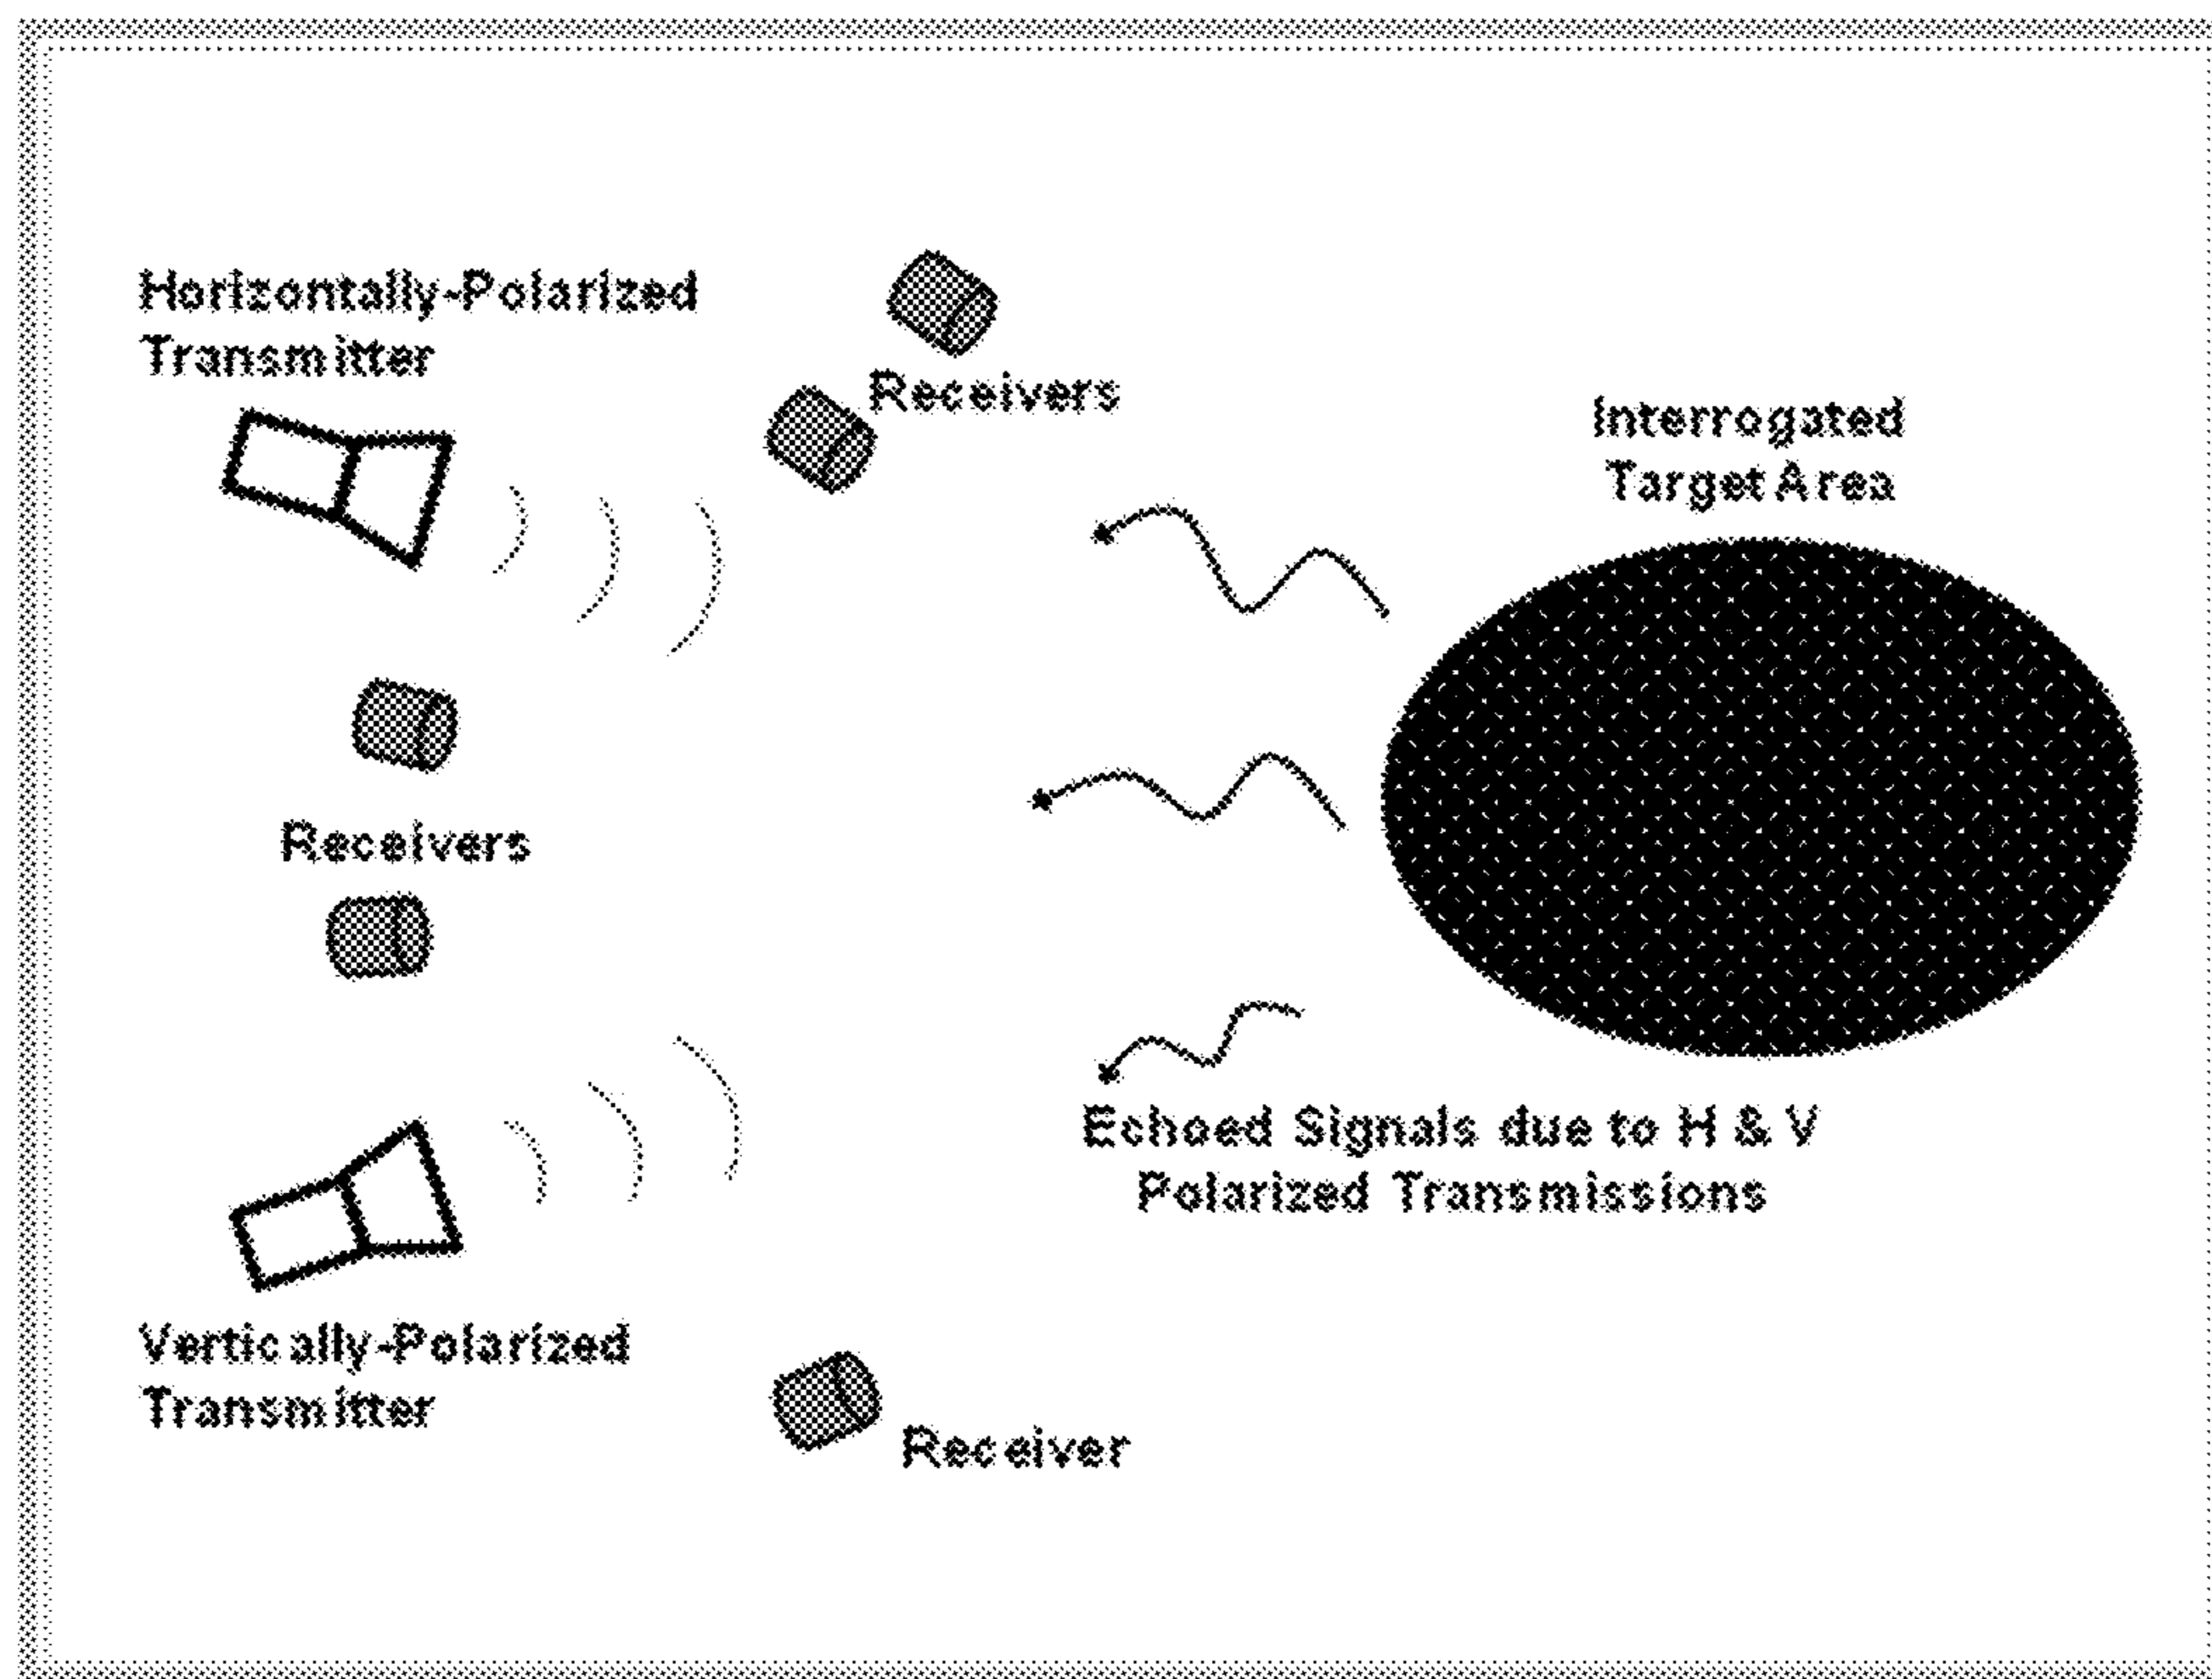 Horizontally-Polarized
Transmitter
Receivers
Interrogated
Target Area
Receivers
Echoed Signals due to H & V
Polarized Transmissions
Vertically-Polarized
Transmitter
Receiver